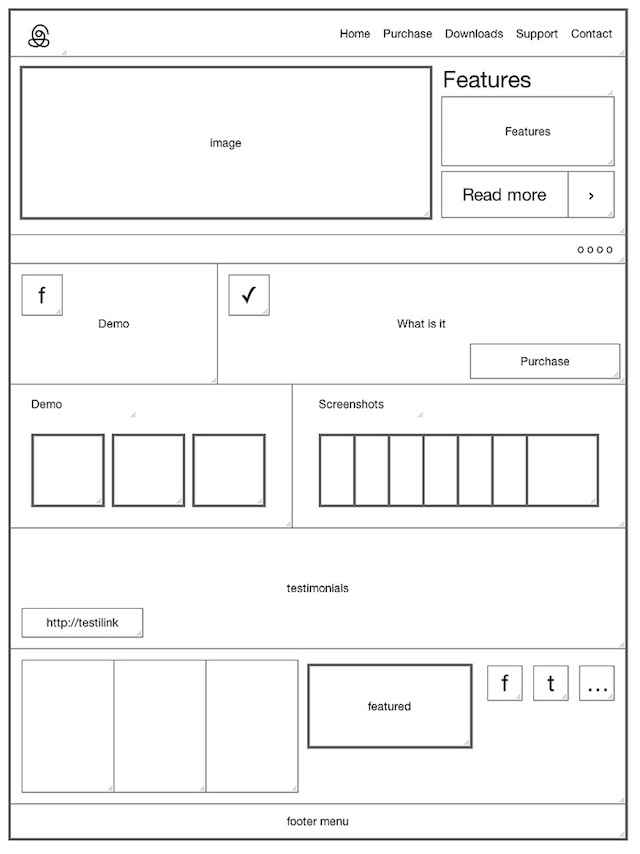 Home Purchase Downloads Support Contact
image
Features
Features
Read more ›
o o o o
f
Demo
✓
What is it
Purchase
Demo
Screenshots
testimonials
http://testilink
featured
f t ...
footer menu